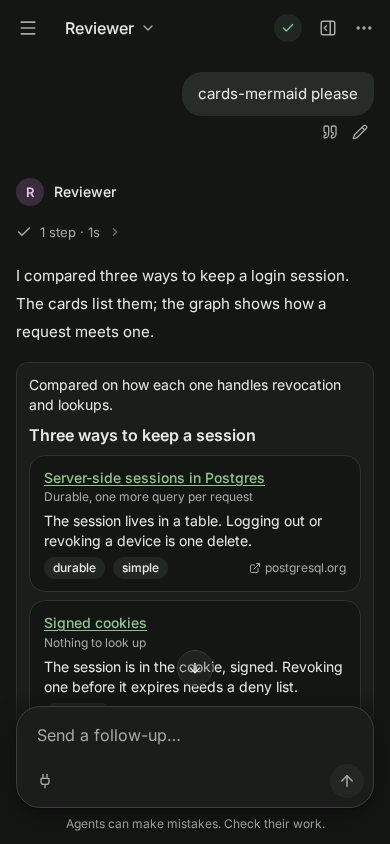 Reviewer
cards-mermaid please
R
Reviewer
1 step · 1s
I compared three ways to keep a login session.
The cards list them; the graph shows how a
request meets one.
Compared on how each one handles revocation
and lookups.
Three ways to keep a session
Server-side sessions in Postgres
Durable, one more query per request
The session lives in a table. Logging out or
revoking a device is one delete.
durable simple postgresql.org
Signed cookies
Nothing to look up
The session is in the cookie, signed. Revoking
one before it expires needs a deny list.
Send a follow-up...
Agents can make mistakes. Check their work.